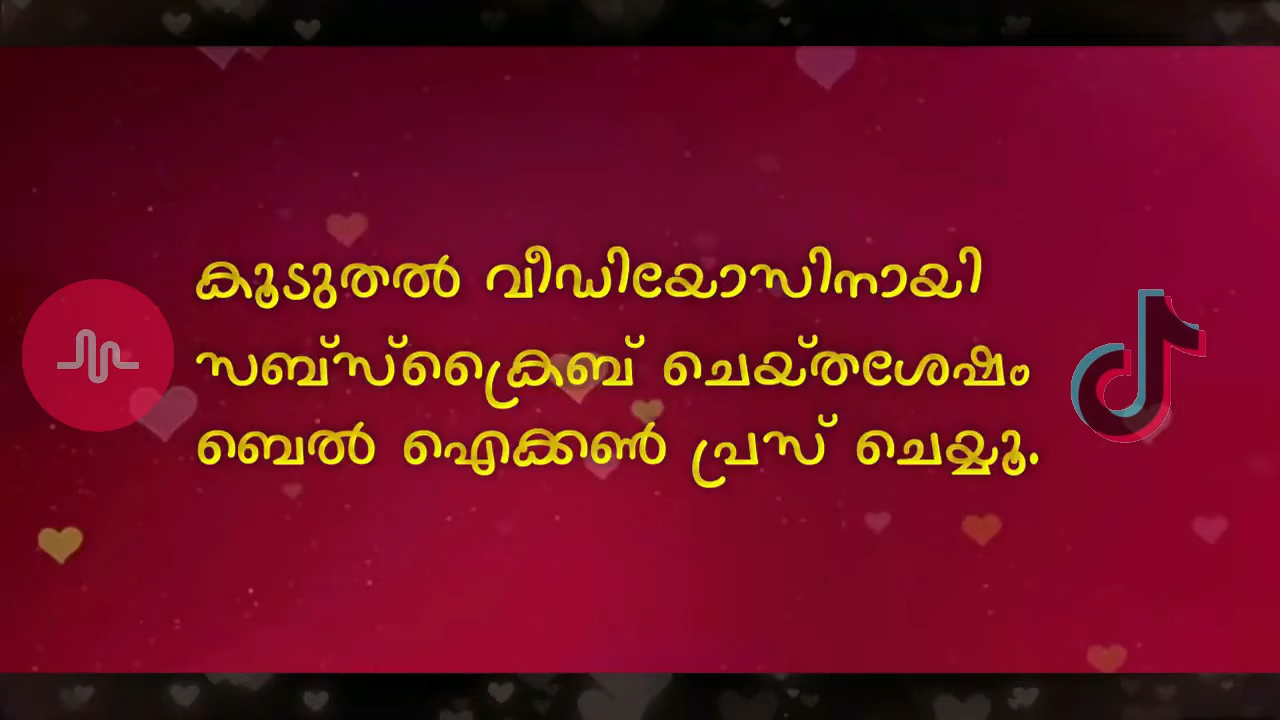 കൂടുതൽ വീഡിയോസിനായി
സബ്സ്ക്രൈബ് ചെയ്തശേഷം
ബെൽ ഐക്കൺ പ്രസ് ചെയ്യൂ.